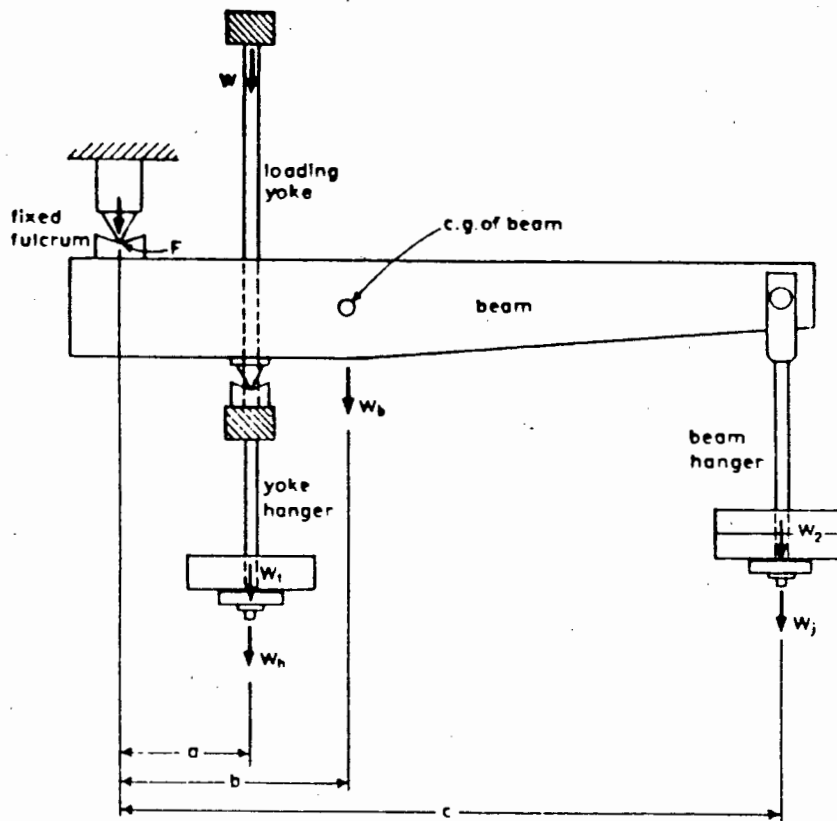 W
loading
yoke
fixed
fulcrum
F
c.g. of beam
beam
W_b
beam
hanger
yoke
hanger
W_2
W_1
W_j
W_h
a
b
c